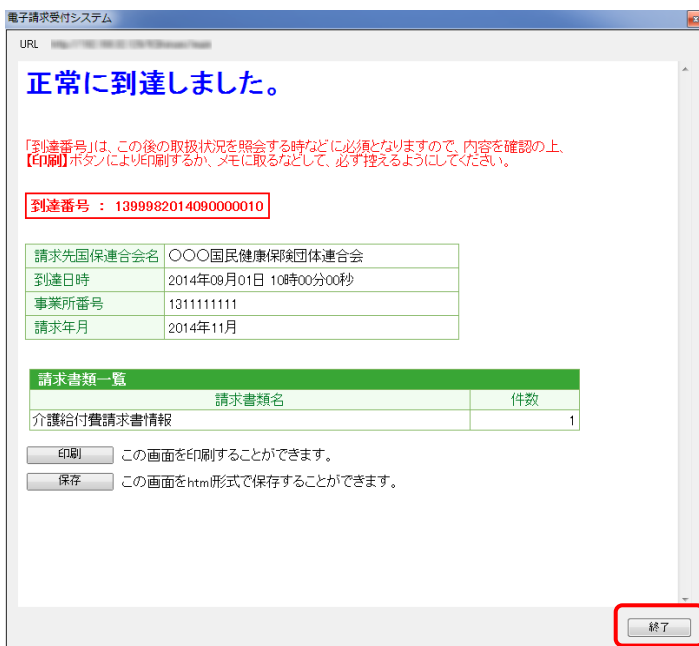 電子請求受付システム
URL
正常に到達しました。
「到達番号」は、この後の取扱状況を照会する時などに必須となりますので、内容を確認の上、
【印刷】ボタンにより印刷するか、メモに取るなどして、必ず控えるようにしてください。
到達番号 : 1399982014090000010
請求先国保連合会名 〇〇〇国民健康保険団体連合会
到達日時 2014年09月01日 10時00分00秒
事業所番号 1311111111
請求年月 2014年11月
請求書類一覧
請求書類名 件数
介護給付費請求書情報 1
印刷 この画面を印刷することができます。
保存 この画面をhtml形式で保存することができます。
終了